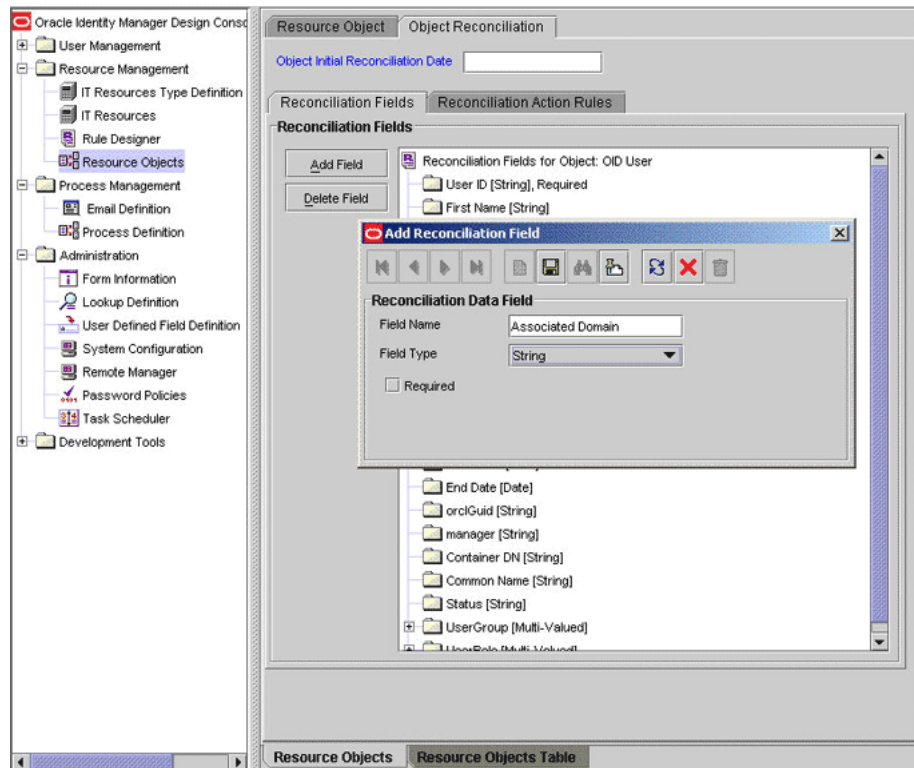 Oracle Identity Manager Design Conso
User Management
Resource Management
IT Resources Type Definition
IT Resources
Rule Designer
Resource Objects
Process Management
Email Definition
Process Definition
Administration
Form Information
Lookup Definition
User Defined Field Definition
System Configuration
Remote Manager
Password Policies
Task Scheduler
Development Tools
Resource Object
Object Reconciliation
Object Initial Reconciliation Date
Reconciliation Fields
Reconciliation Action Rules
Reconciliation Fields
Add Field
Delete Field
Reconciliation Fields for Object: OID User
User ID [String], Required
First Name [String]
Add Reconciliation Field
Reconciliation Data Field
Field Name
Associated Domain
Field Type
String
Required
End Date [Date]
orclGuid [String]
manager [String]
Container DN [String]
Common Name [String]
Status [String]
UserGroup [Multi-Valued]
UserRole [Multi-Valued]
Resource Objects
Resource Objects Table